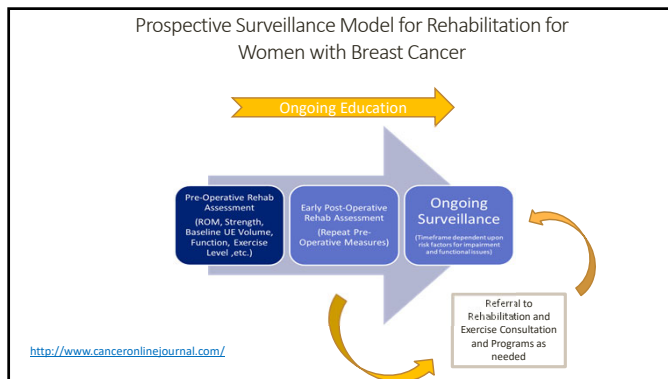 Prospective Surveillance Model for Rehabilitation for
Women with Breast Cancer
Ongoing Education
Pre-Operative Rehab
Assessment
(ROM, Strength,
Baseline UE Volume,
Function, Exercise
Level ,etc.)
Early Post-Operative
Rehab Assessment
(Repeat Pre-
Operative Measures)
Ongoing
Surveillance
(Timeframe dependent upon
risk factors for impairment
and functional issues)
Referral to
Rehabilitation and
Exercise Consultation
and Programs as
needed
http://www.canceronlinejournal.com/